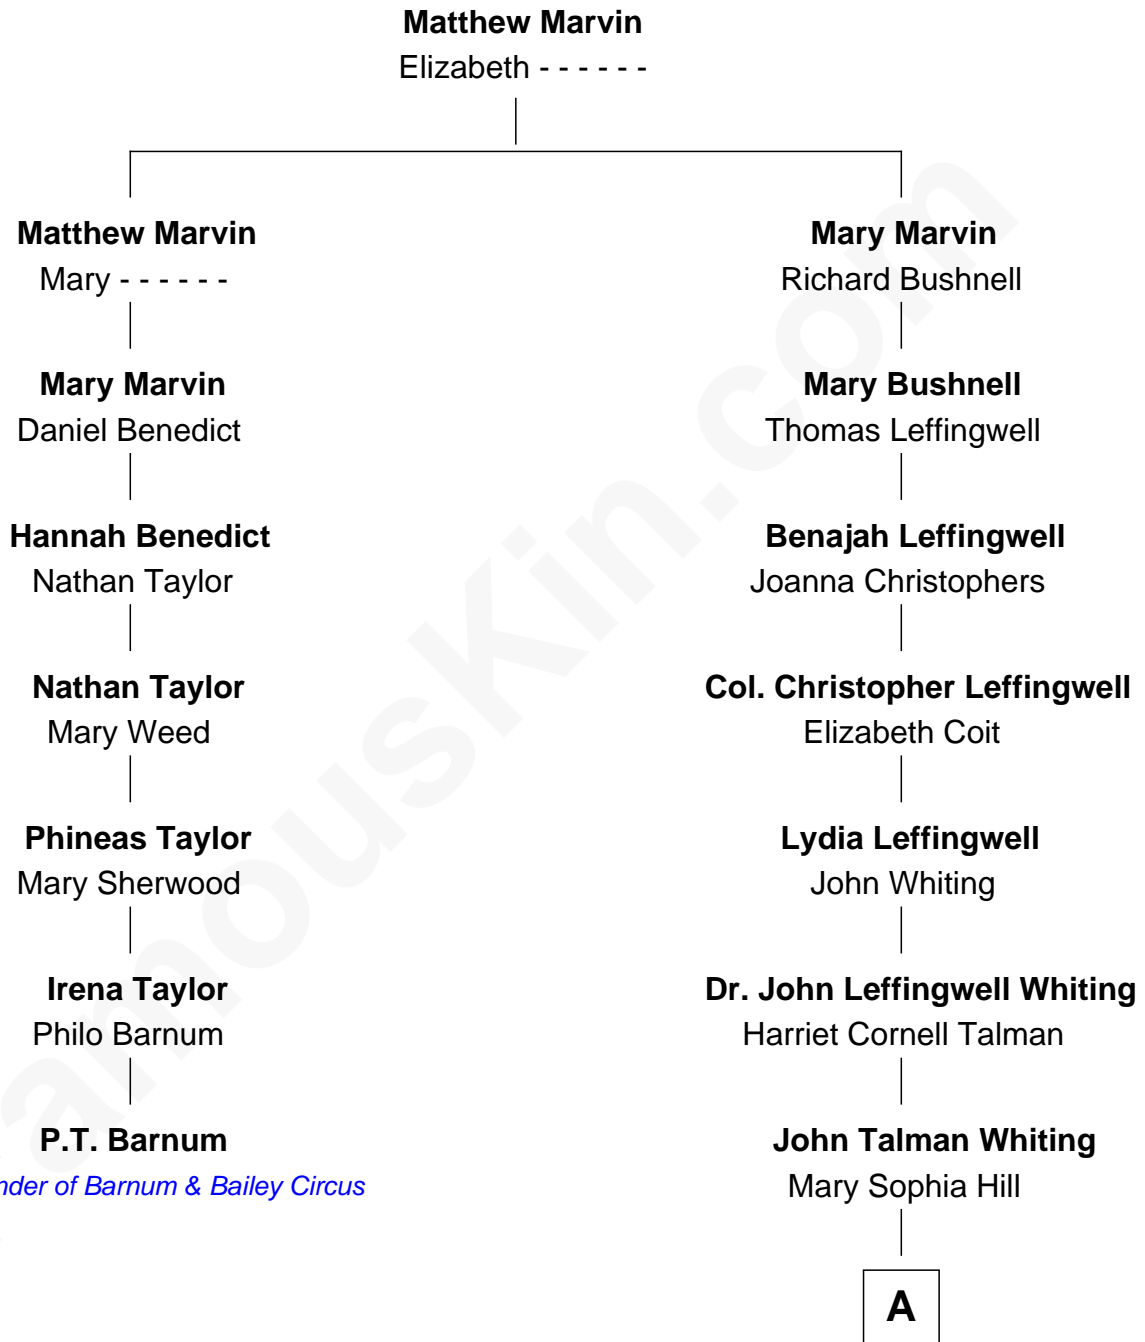 Matthew Marvin
Elizabeth - - - - - -
Matthew Marvin
Mary - - - - - -
Mary Marvin
Richard Bushnell
Mary Marvin
Daniel Benedict
Mary Bushnell
Thomas Leffingwell
Hannah Benedict
Nathan Taylor
Benajah Leffingwell
Joanna Christophers
Nathan Taylor
Mary Weed
Col. Christopher Leffingwell
Elizabeth Coit
Phineas Taylor
Mary Sherwood
Lydia Leffingwell
John Whiting
Irena Taylor
Philo Barnum
Dr. John Leffingwell Whiting
Harriet Cornell Talman
P.T. Barnum
nder of Barnum & Bailey Circus
John Talman Whiting
Mary Sophia Hill
A
amouskin.com